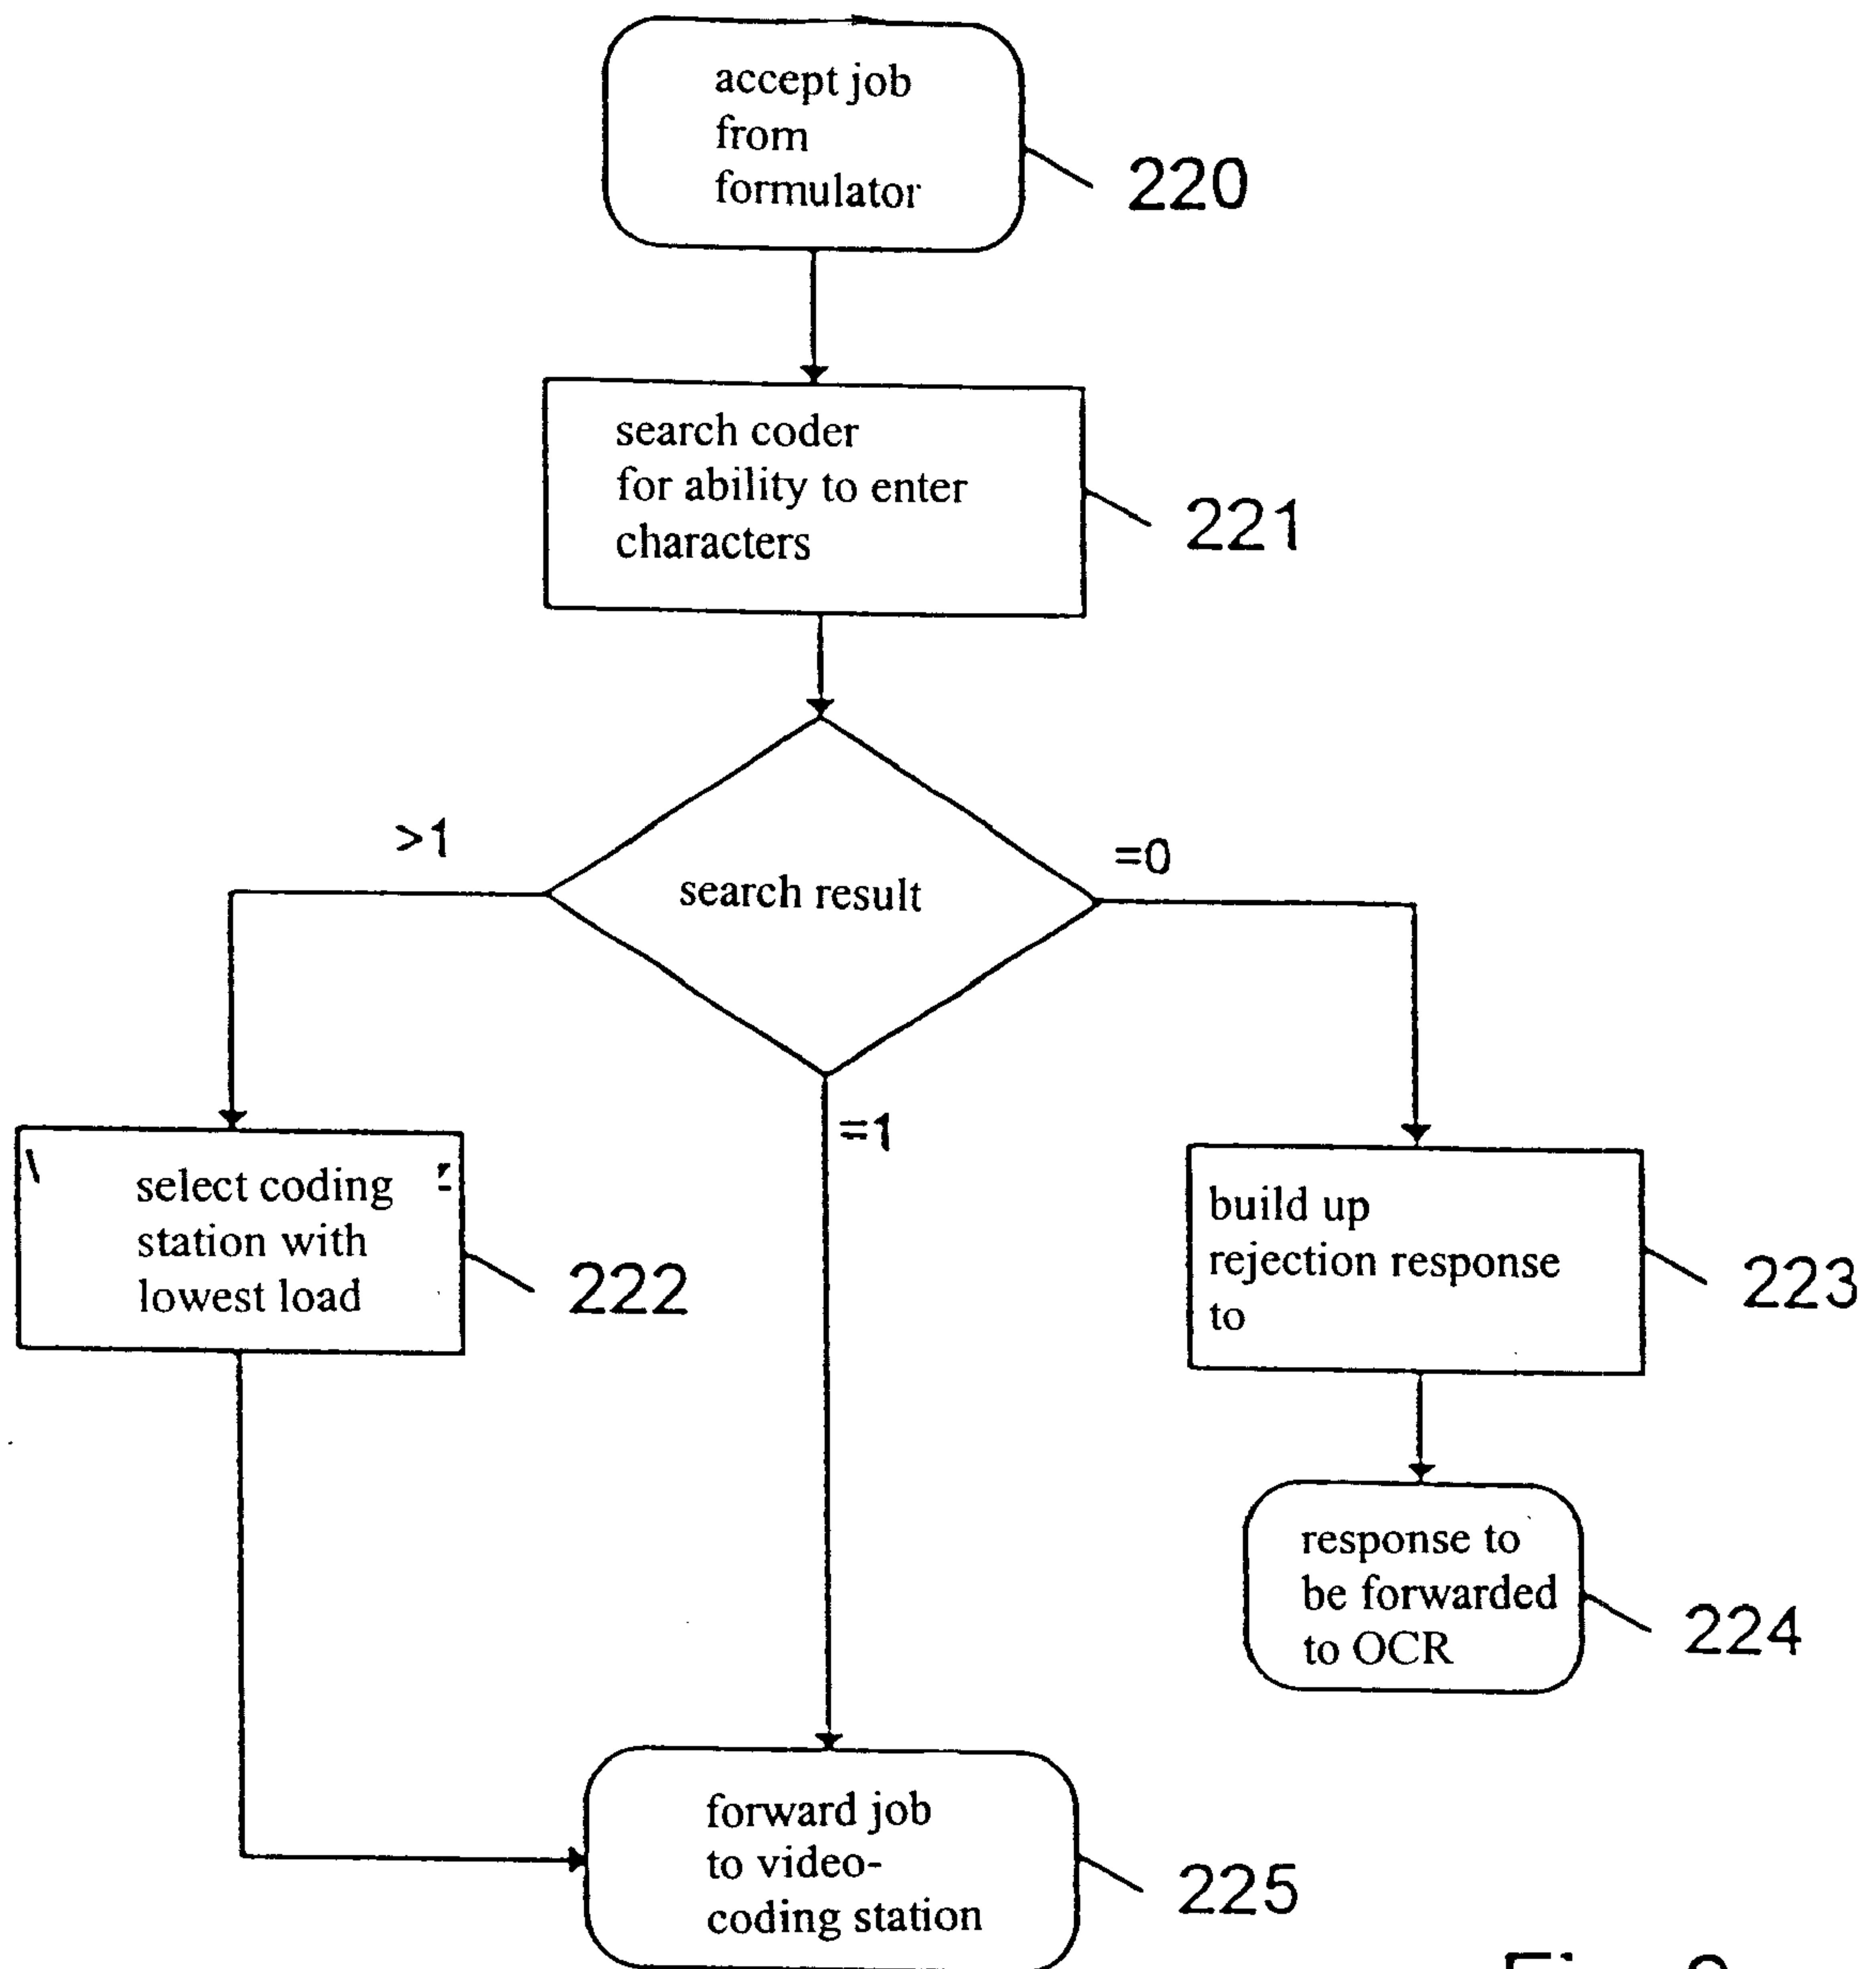 accept job
from
formulator
220
search coder
for ability to enter
characters
221
>1
=0
search result
=1
select coding
station with
lowest load
222
build up
rejection response
to
223
response to
be forwarded
to OCR
224
forward job
to video-
coding station
225